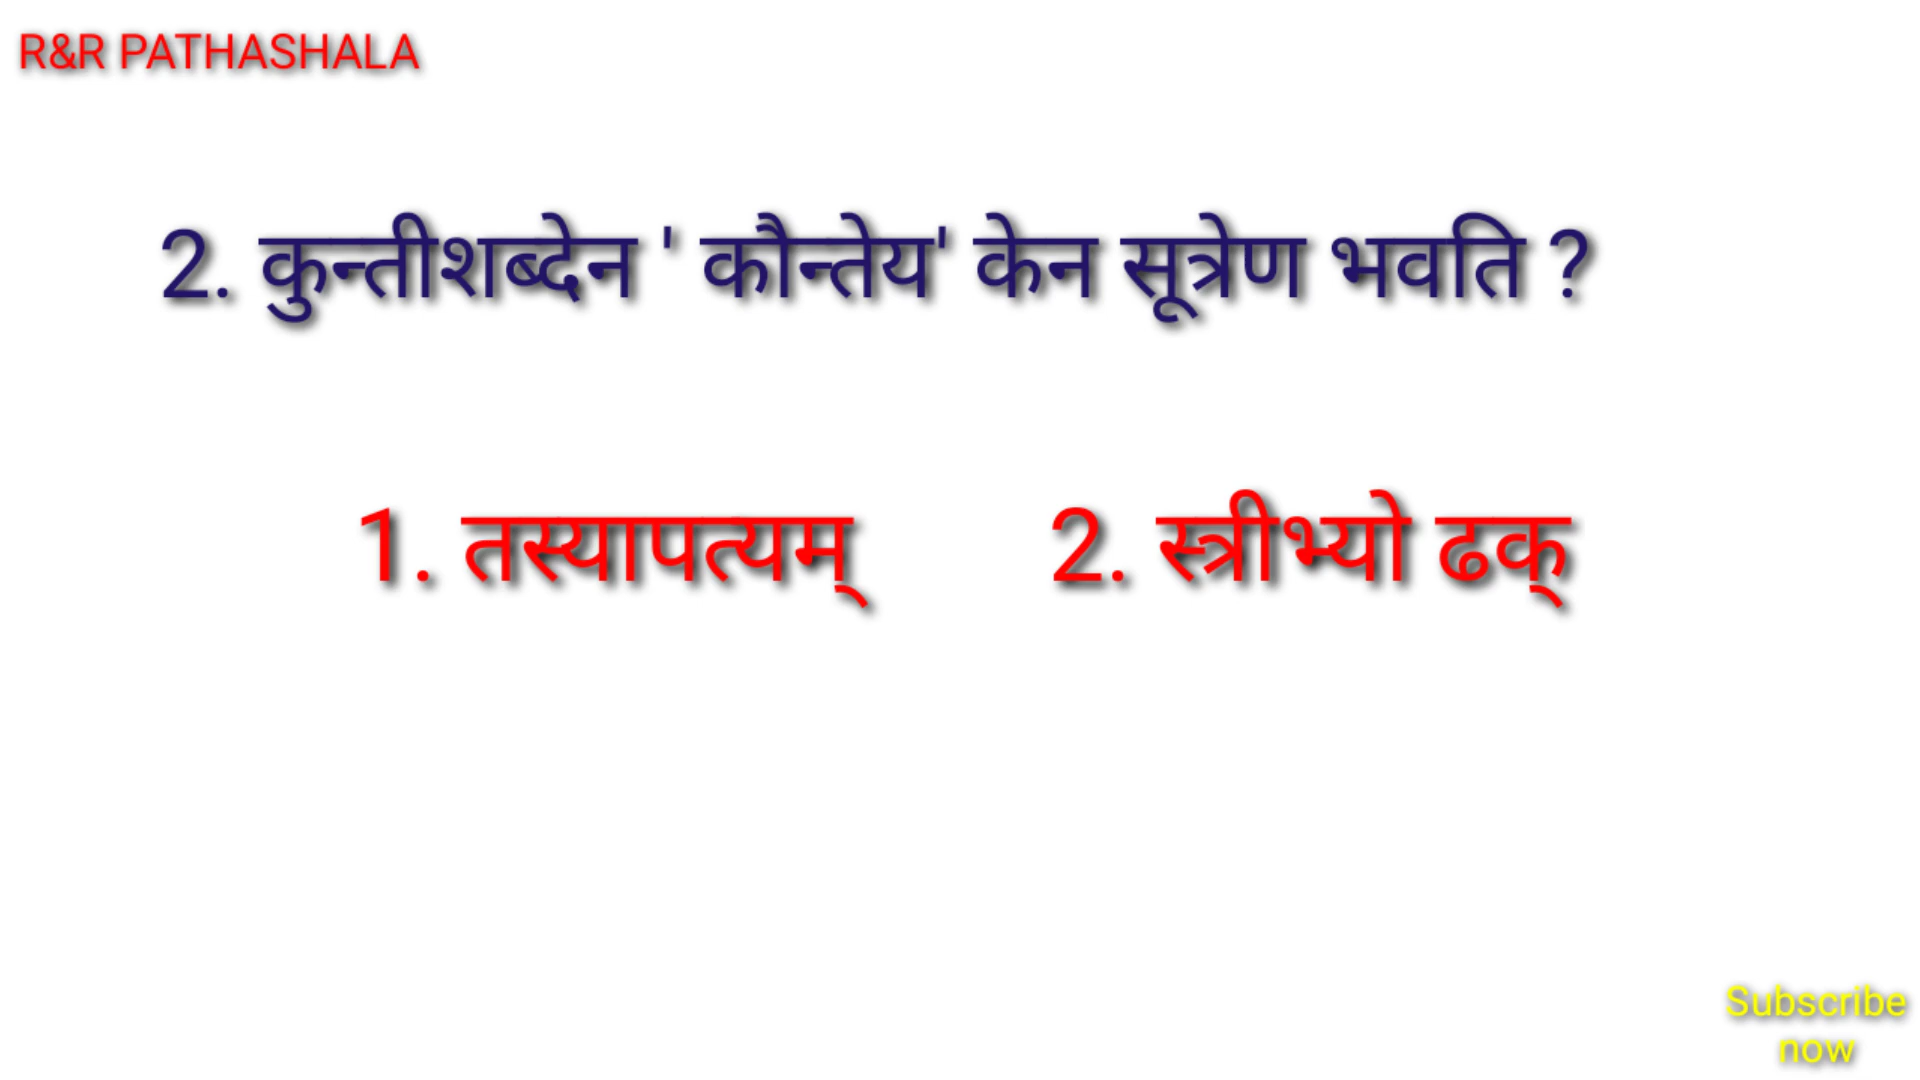 R&R PATHASHALA
2. कुन्तीशब्देन ' कौन्तेय' केन सूत्रेण भवति ?
1. तस्यापत्यम् 2. स्त्रीभ्यो ढक्
Subscribe
now